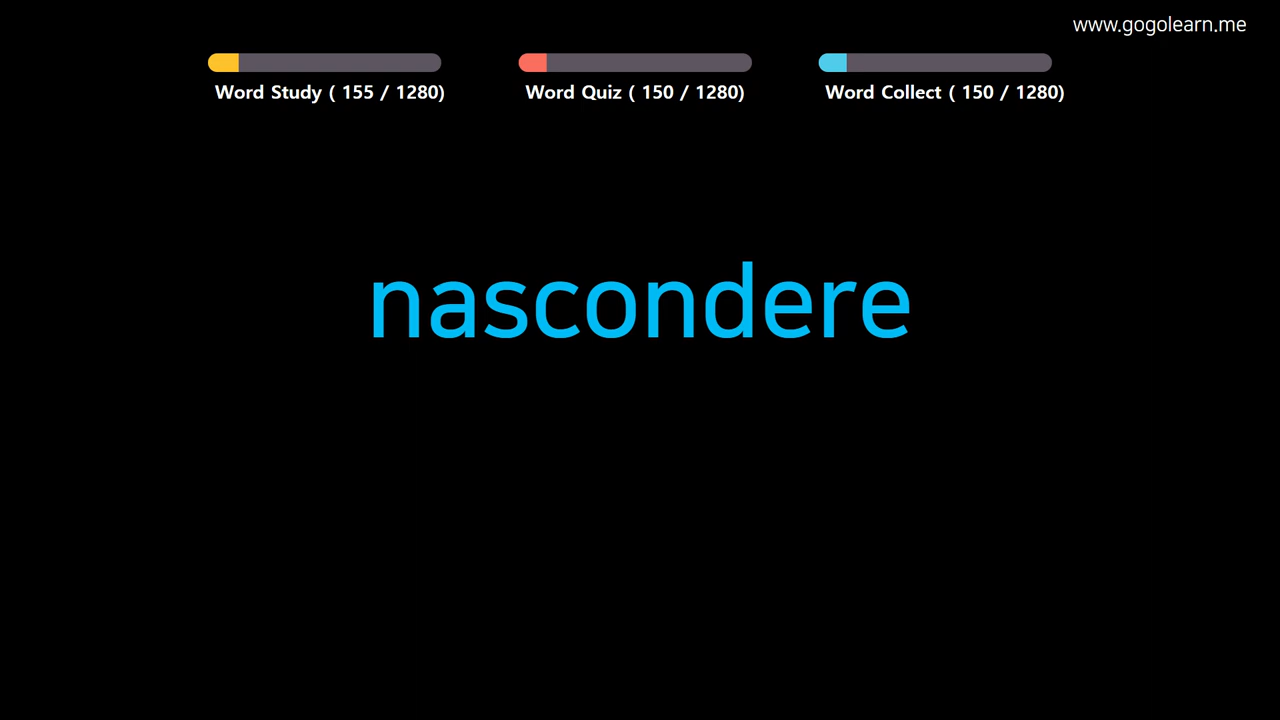 www.gogolearn.me
Word Study ( 155 / 1280)
Word Quiz ( 150 / 1280)
Word Collect ( 150 / 1280)
nascondere